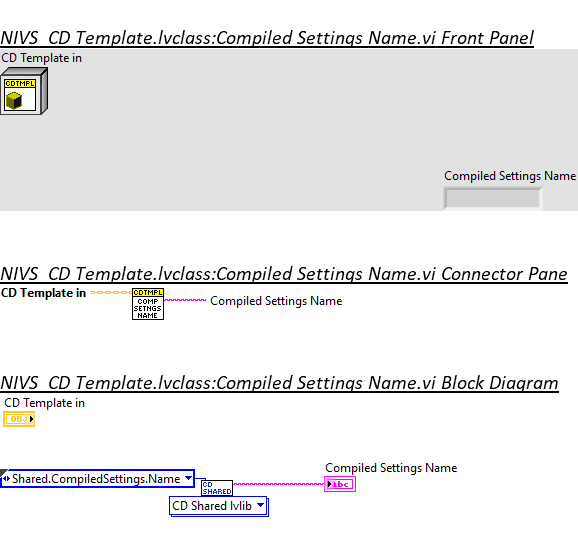 NIVS CD Template.lvclass:Compiled Settings Name.vi Front Panel
CD Template in
CDTMPL
Compiled Settings Name
NIVS CD Template.lvclass:Compiled Settings Name.vi Connector Pane
CD Template in
CDTMPL
COMP
SETNGS
NAME
Compiled Settings Name
NIVS CD Template.lvclass:Compiled Settings Name.vi Block Diagram
CD Template in
OBJ
Compiled Settings Name
Shared.CompiledSettings.Name
CD
SHARED
abc
CD Shared lvlib